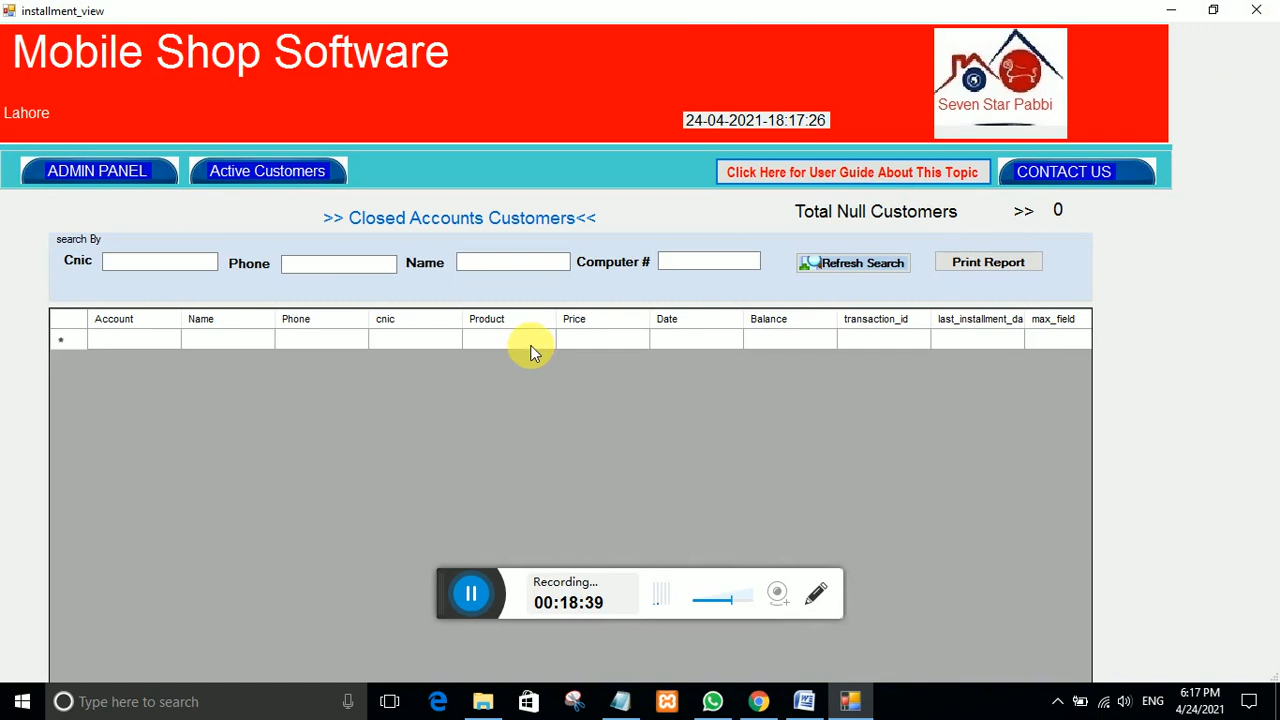 installment_view
Mobile Shop Software
Lahore
24-04-2021-18:17:26
Seven Star Pabbi
ADMIN PANEL
Active Customers
Click Here for User Guide About This Topic
CONTACT US
>> Closed Accounts Customers<<
Total Null Customers >> 0
search By
Cnic
Phone
Name
Computer #
Refresh Search
Print Report
Account Name Phone cnic Product Price Date Balance transaction_id last_installment_da max_field
*
Recording...
00:18:39
Type here to search
ENG
6:17 PM
4/24/2021